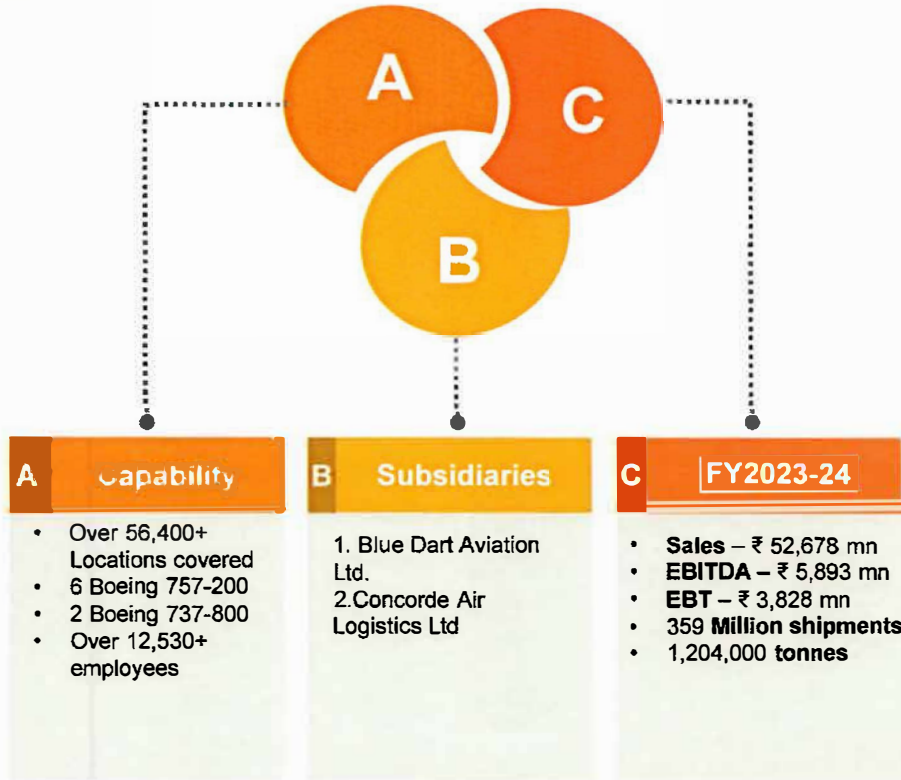 A
C
B
A Capability
• Over 56,400+
Locations covered
• 6 Boeing 757-200
• 2 Boeing 737-800
• Over 12,530+
employees
B Subsidiaries
1. Blue Dart Aviation
Ltd.
2.Concorde Air
Logistics Ltd
C FY2023-24
• Sales – ₹ 52,678 mn
• EBITDA – ₹ 5,893 mn
• EBT – ₹ 3,828 mn
• 359 Million shipments
• 1,204,000 tonnes